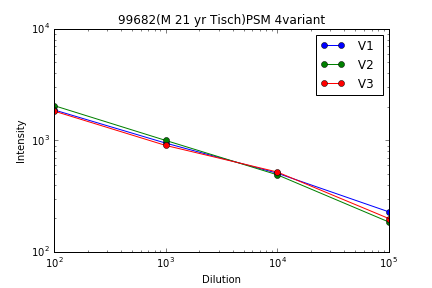 99682(M 21 yr Tisch)PSM 4variant
10^4
10^3
10^2
Intensity
V1
V2
V3
10^2 10^3 10^4 10^5
Dilution